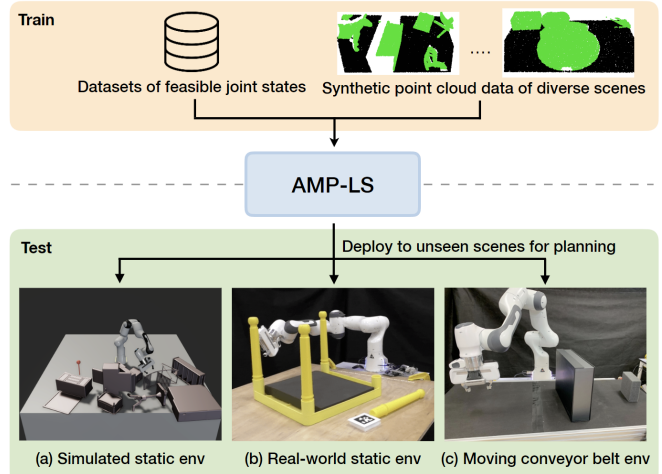 Train
Datasets of feasible joint states
....
Synthetic point cloud data of diverse scenes
AMP-LS
Test
Deploy to unseen scenes for planning
(a) Simulated static env
(b) Real-world static env
(c) Moving conveyor belt env